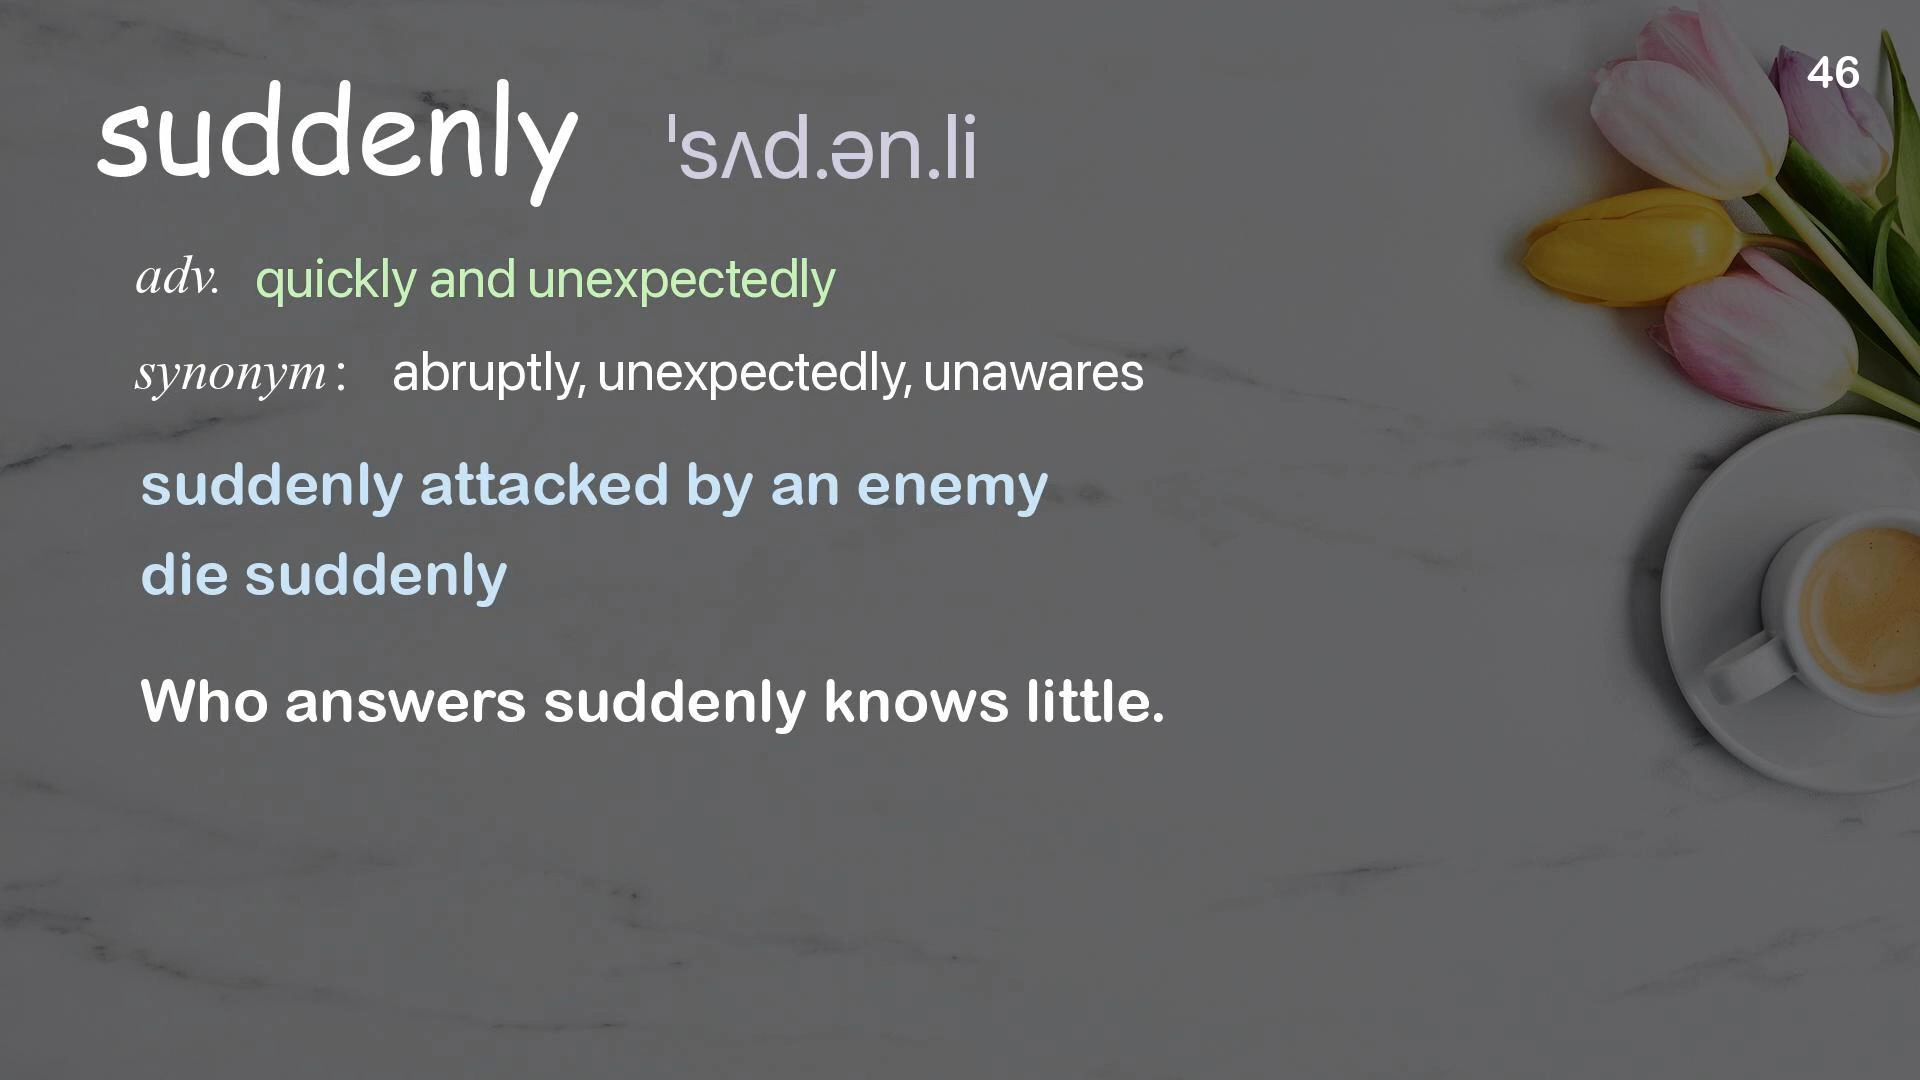 46
suddenly ˈsʌd.ən.li
adv. quickly and unexpectedly
synonym : abruptly, unexpectedly, unawares
suddenly attacked by an enemy
die suddenly
Who answers suddenly knows little.